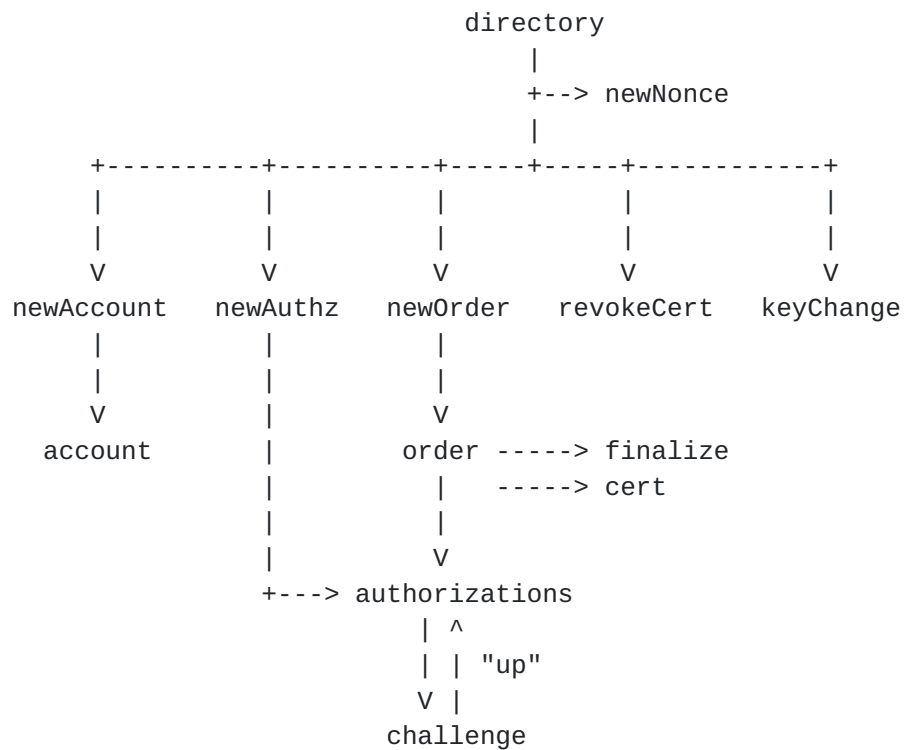 directory
newNonce
newAccount newAuthz newOrder revokeCert keyChange
account order finalize
cert
authorizations
"up"
challenge